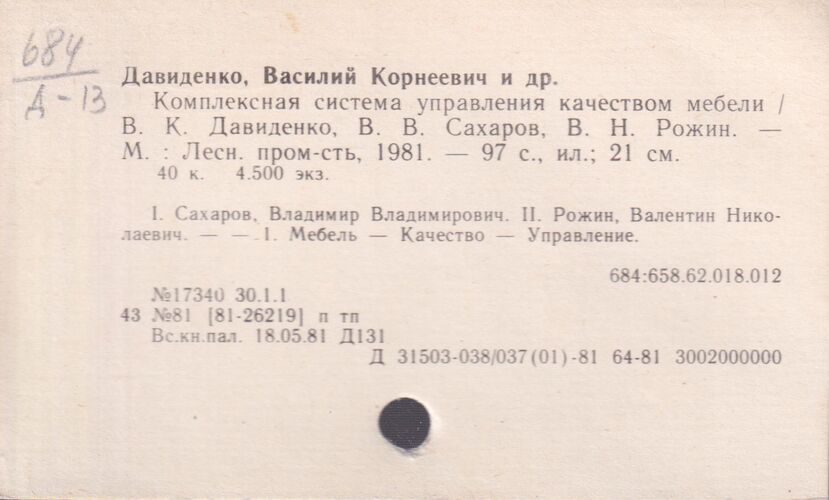 684
Д-13
Давиденко, Василий Корнеевич и др.
Комплексная система управления качеством мебели /
В. К. Давиденко, В. В. Сахаров, В. Н. Рожин. —
М. : Лесн. пром-сть, 1981. — 97 с., ил.; 21 см.
40 к. 4.500 экз.
I. Сахаров, Владимир Владимирович. II. Рожин, Валентин Нико-
лаевич. — — 1. Мебель — Качество — Управление.
684:658.62.018.012
№17340 30.1.1
43 №81 [81-26219] п тп
Вс.кн.пал. 18.05.81 Д131
Д 31503-038/037(01)-81 64-81 3002000000